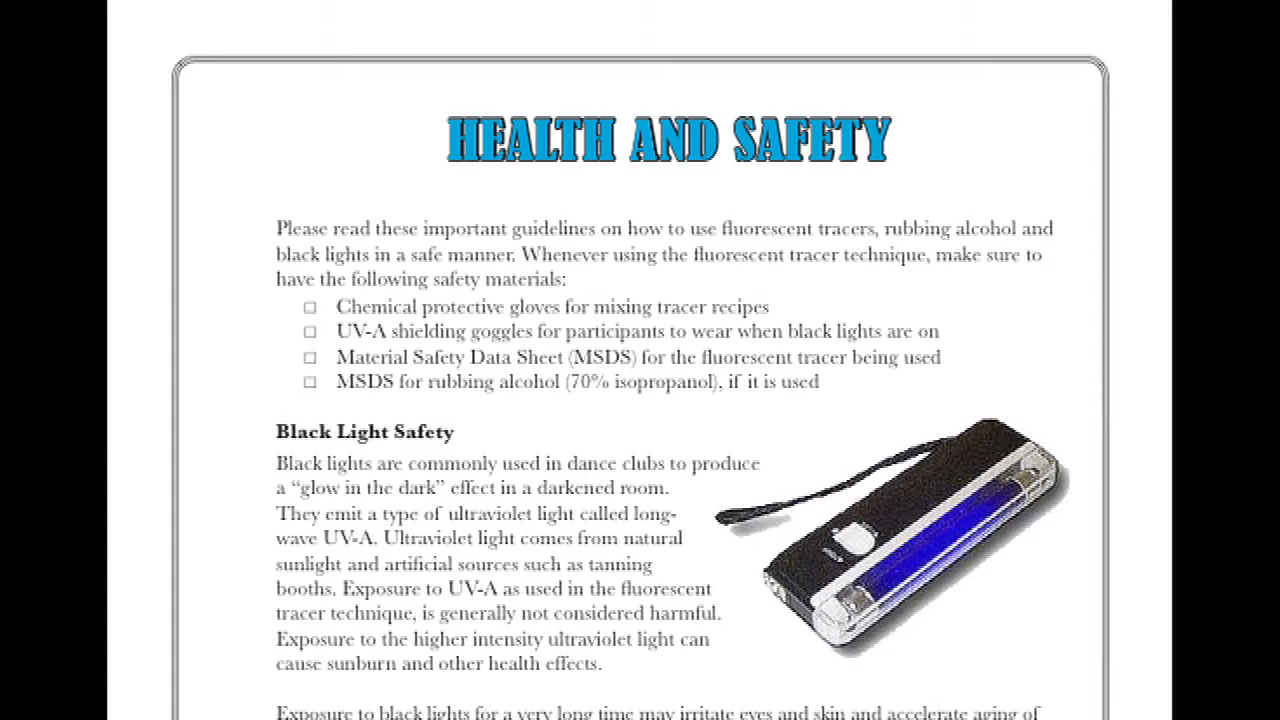 HEALTH AND SAFETY
Please read these important guidelines on how to use fluorescent tracers, rubbing alcohol and
black lights in a safe manner. Whenever using the fluorescent tracer technique, make sure to
have the following safety materials:
□ Chemical protective gloves for mixing tracer recipes
□ UV-A shielding goggles for participants to wear when black lights are on
□ Material Safety Data Sheet (MSDS) for the fluorescent tracer being used
□ MSDS for rubbing alcohol (70% isopropanol), if it is used
Black Light Safety
Black lights are commonly used in dance clubs to produce
a “glow in the dark” effect in a darkened room.
They emit a type of ultraviolet light called long-
wave UV-A. Ultraviolet light comes from natural
sunlight and artificial sources such as tanning
booths. Exposure to UV-A as used in the fluorescent
tracer technique, is generally not considered harmful.
Exposure to the higher intensity ultraviolet light can
cause sunburn and other health effects.
Exposure to black lights for a very long time may irritate eyes and skin and accelerate aging of